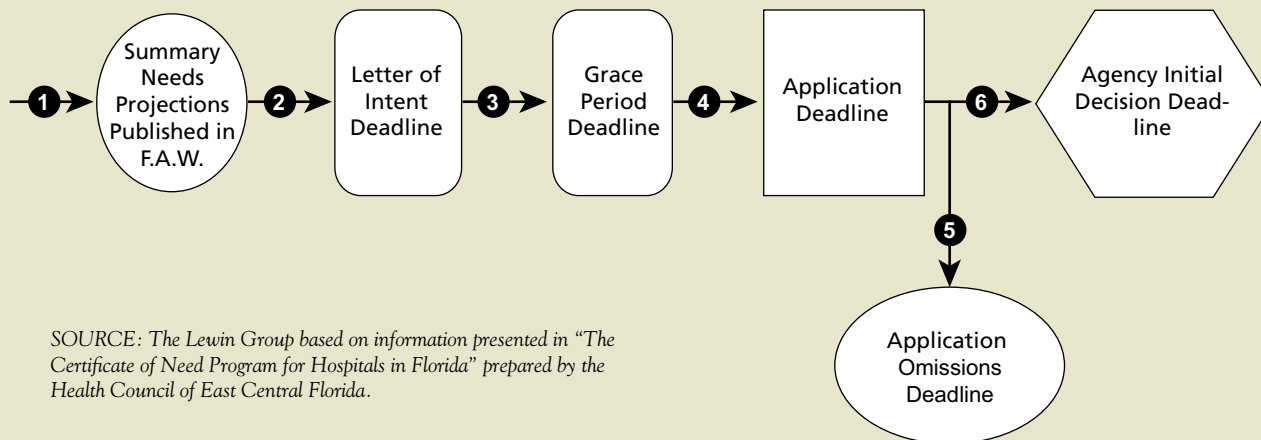 1
Summary
Needs
Projections
Published in
F.A.W.
2
Letter of
Intent
Deadline
3
Grace
Period
Deadline
4
Application
Deadline
6
Agency Initial
Decision Dead-
line
5
Application
Omissions
Deadline
SOURCE: The Lewin Group based on information presented in “The
Certificate of Need Program for Hospitals in Florida” prepared by the
Health Council of East Central Florida.